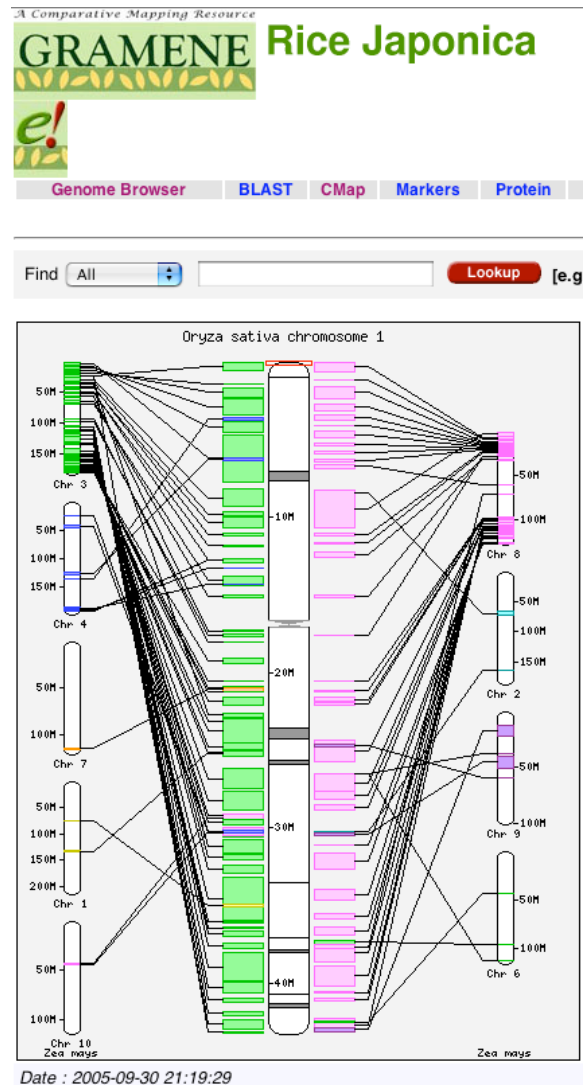 A Comparative Mapping Resource
GRAMENE
Rice Japonica
e!
Genome Browser BLAST CMap Markers Protein
Find All Lookup [e.g
Oryza sativa chromosome 1
50M
100M
150M
Chr 3
50M
100M
150M
Chr 4
50M
100M
Chr 7
50M
100M
150M
200M
Chr 1
50M
100M
Chr 10
Zea mays
10M
20M
30M
40M
50M
100M
Chr 8
50M
100M
150M
Chr 2
50M
100M
Chr 9
50M
100M
Chr 6
Zea mays
Date : 2005-09-30 21:19:29